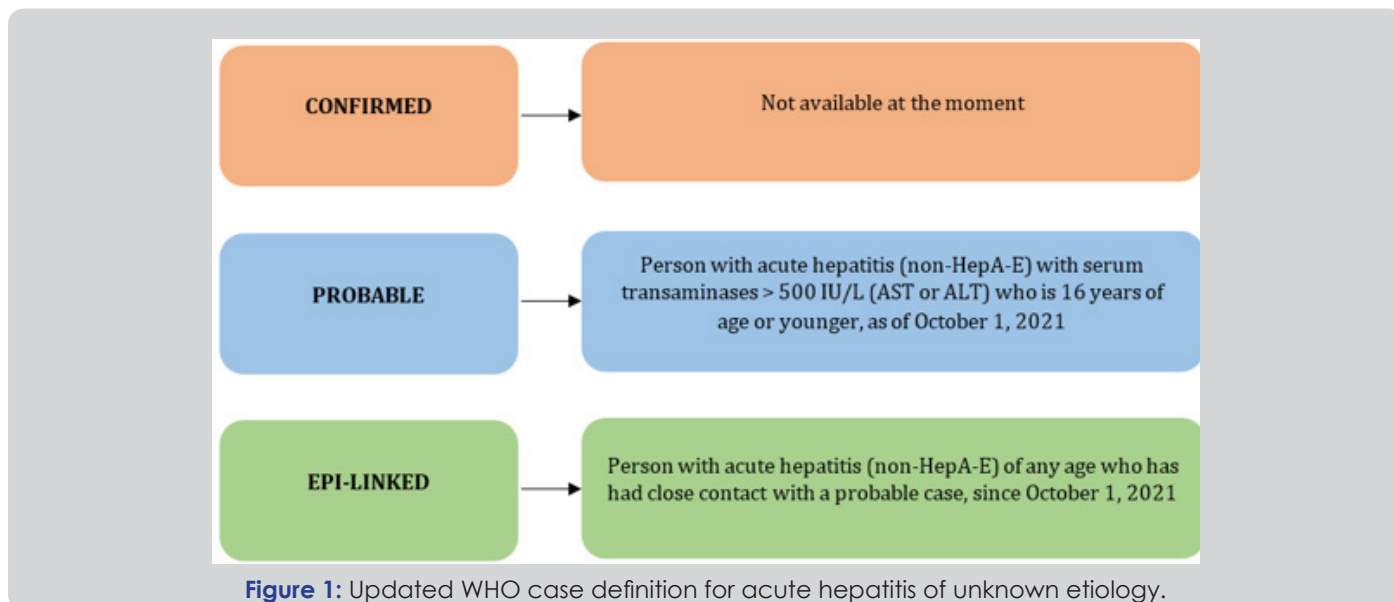 CONFIRMED
Not available at the moment
PROBABLE
Person with acute hepatitis (non-HepA-E) with serum
transaminases > 500 IU/L (AST or ALT) who is 16 years of
age or younger, as of October 1, 2021
EPI-LINKED
Person with acute hepatitis (non-HepA-E) of any age who has
had close contact with a probable case, since October 1, 2021
Figure 1: Updated WHO case definition for acute hepatitis of unknown etiology.